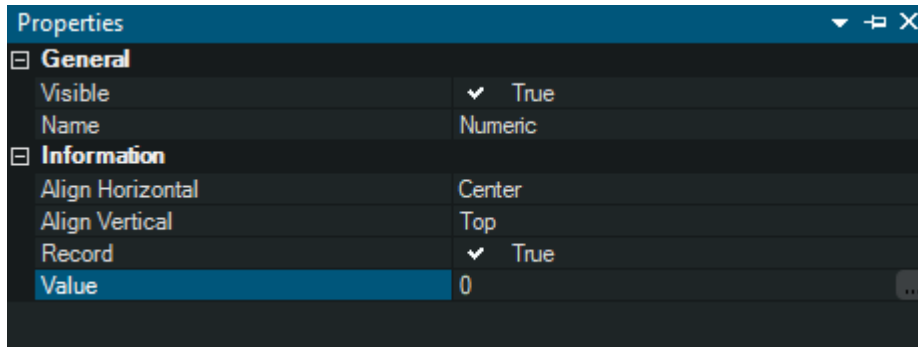 Properties
General
Visible True
Name Numeric
Information
Align Horizontal Center
Align Vertical Top
Record True
Value 0 ...